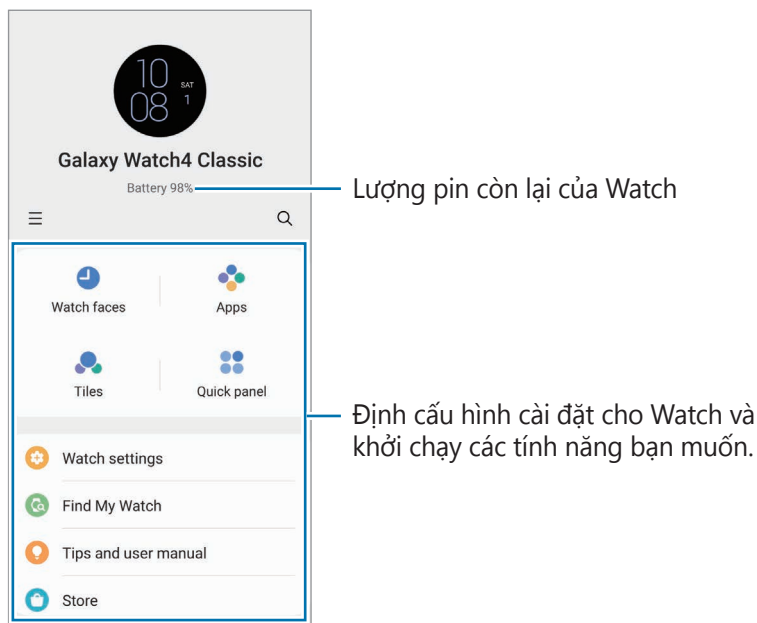 10
08
SAT
1
Galaxy Watch4 Classic
Battery 98%
Lượng pin còn lại của Watch
Watch faces
Apps
Tiles
Quick panel
Định cấu hình cài đặt cho Watch và
khởi chạy các tính năng bạn muốn.
Watch settings
Find My Watch
Tips and user manual
Store